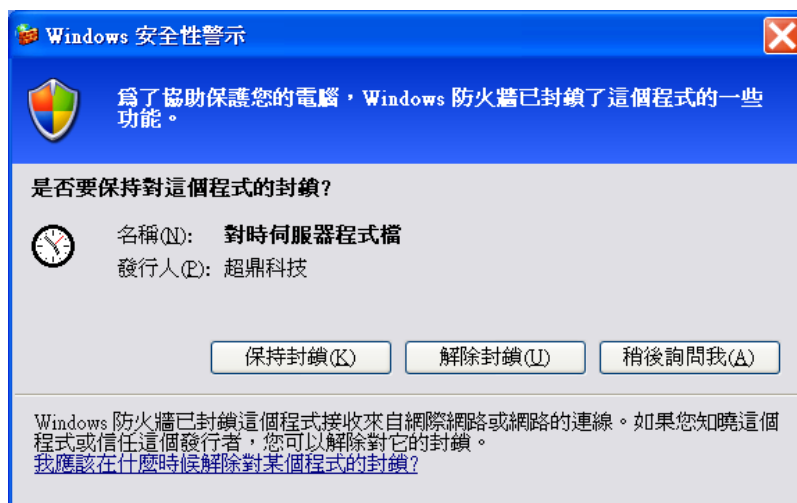 Windows 安全性警示
為了協助保護您的電腦，Windows 防火牆已封鎖了這個程式的一些
功能。
是否要保持對這個程式的封鎖?
名稱(N): 對時伺服器程式檔
發行人(P): 超鼎科技
保持封鎖(K) 解除封鎖(U) 稍後詢問我(A)
Windows 防火牆已封鎖這個程式接收來自網際網路或網路的連線。如果您知曉這個
程式或信任這個發行者，您可以解除對它的封鎖。
我應該在什麼時候解除對某個程式的封鎖?